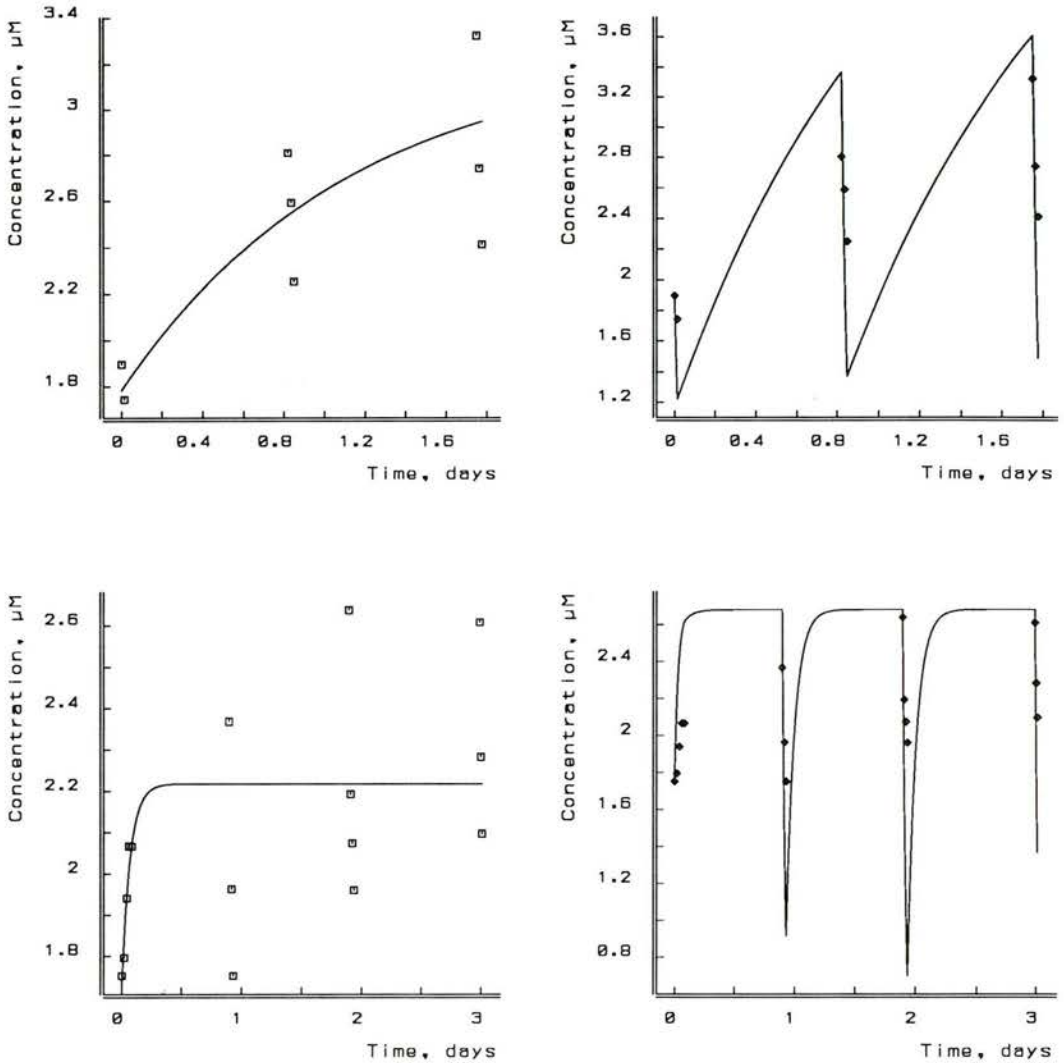 Concentration, µM
3.4
3
2.6
2.2
1.8
0 0.4 0.8 1.2 1.6
Time, days
Concentration, µM
3.6
3.2
2.8
2.4
2
1.6
1.2
0 0.4 0.8 1.2 1.6
Time, days
Concentration, µM
2.6
2.4
2.2
2
1.8
0 1 2 3
Time, days
Concentration, µM
2.4
2
1.6
1.2
0.8
0 1 2 3
Time, days